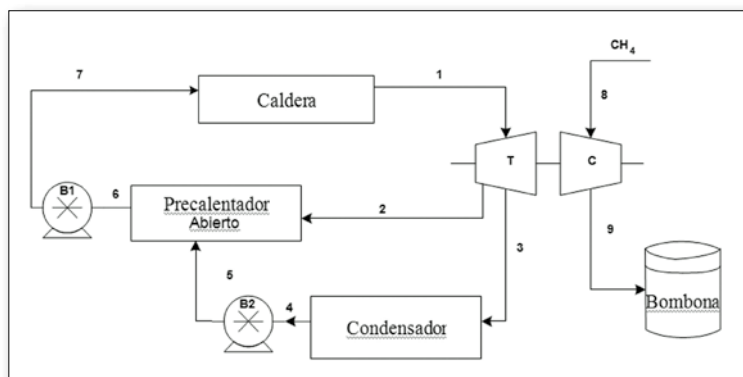 7
1
CH4
Caldera
8
T
C
B1
6
Precalentador
Abierto
2
3
9
5
B2
4
Condensador
Bombona